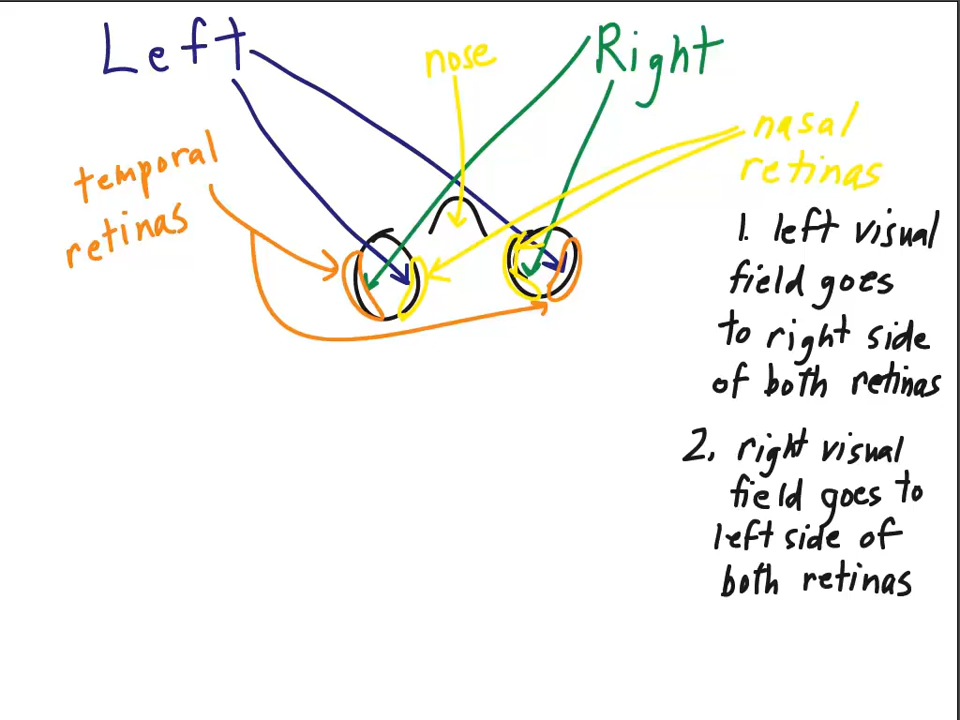 Left
nose
Right
temporal
retinas
nasal
retinas
1. left visual
field goes
to right side
of both retinas
2. right visual
field goes to
left side of
both retinas